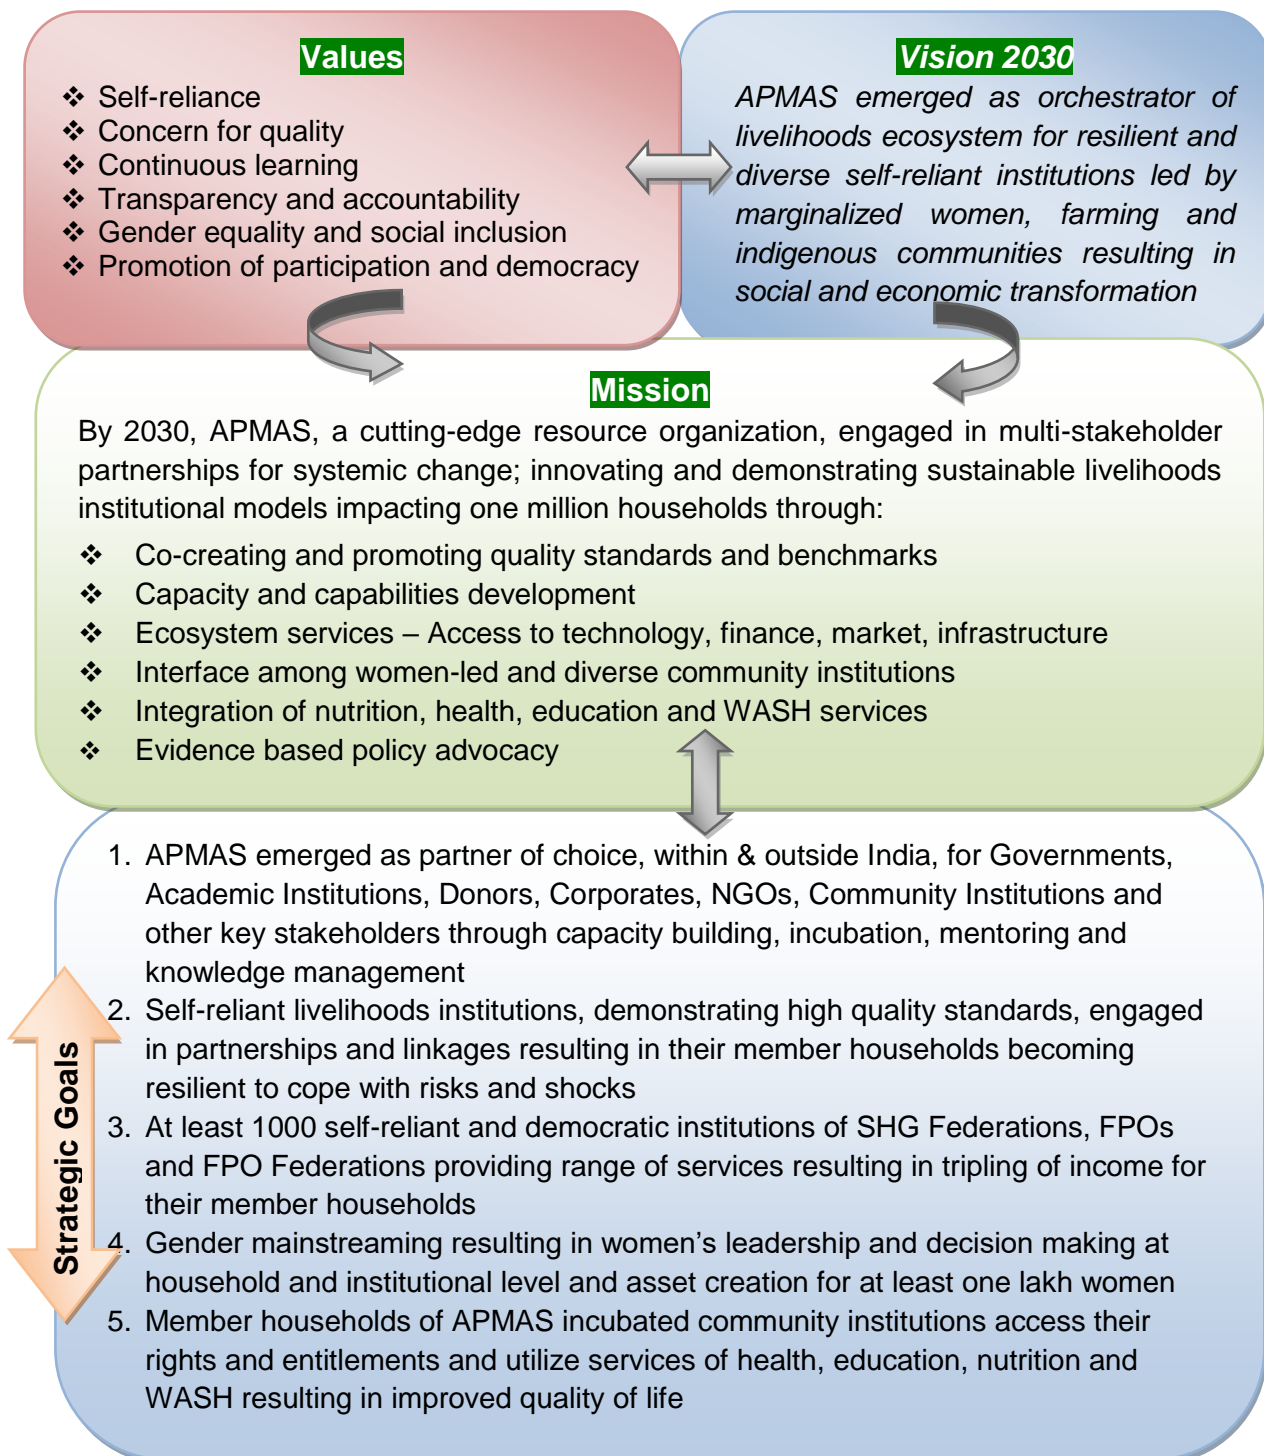 Values
❖ Self-reliance
❖ Concern for quality
❖ Continuous learning
❖ Transparency and accountability
❖ Gender equality and social inclusion
❖ Promotion of participation and democracy
Vision 2030
APMAS emerged as orchestrator of
livelihoods ecosystem for resilient and
diverse self-reliant institutions led by
marginalized women, farming and
indigenous communities resulting in
social and economic transformation
Mission
By 2030, APMAS, a cutting-edge resource organization, engaged in multi-stakeholder
partnerships for systemic change; innovating and demonstrating sustainable livelihoods
institutional models impacting one million households through:
❖ Co-creating and promoting quality standards and benchmarks
❖ Capacity and capabilities development
❖ Ecosystem services – Access to technology, finance, market, infrastructure
❖ Interface among women-led and diverse community institutions
❖ Integration of nutrition, health, education and WASH services
❖ Evidence based policy advocacy
Strategic Goals
1. APMAS emerged as partner of choice, within & outside India, for Governments,
Academic Institutions, Donors, Corporates, NGOs, Community Institutions and
other key stakeholders through capacity building, incubation, mentoring and
knowledge management
2. Self-reliant livelihoods institutions, demonstrating high quality standards, engaged
in partnerships and linkages resulting in their member households becoming
resilient to cope with risks and shocks
3. At least 1000 self-reliant and democratic institutions of SHG Federations, FPOs
and FPO Federations providing range of services resulting in tripling of income for
their member households
4. Gender mainstreaming resulting in women’s leadership and decision making at
household and institutional level and asset creation for at least one lakh women
5. Member households of APMAS incubated community institutions access their
rights and entitlements and utilize services of health, education, nutrition and
WASH resulting in improved quality of life